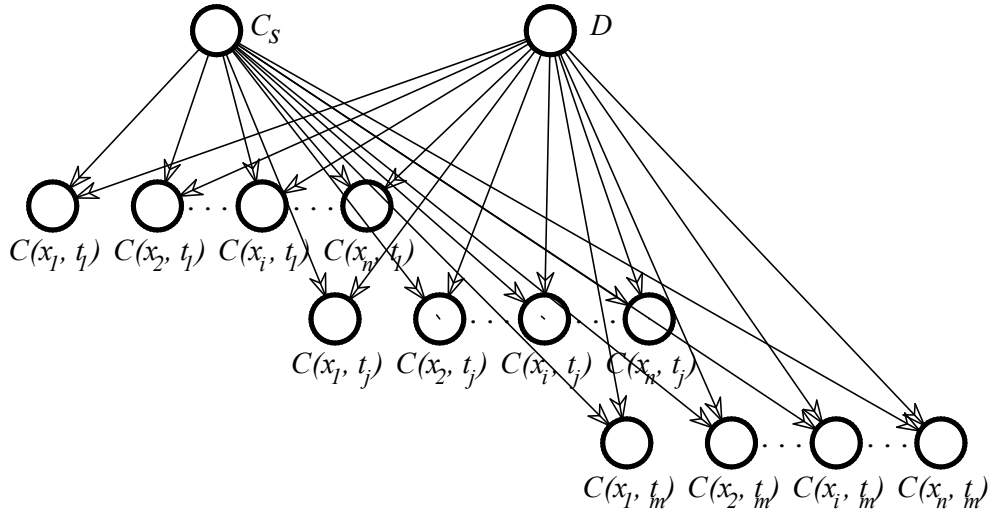 C_s D
C(x_1, t_1) C(x_2, t_1) C(x_i, t_1) C(x_n, t_1)
C(x_1, t_j) C(x_2, t_j) C(x_i, t_j) C(x_n, t_j)
C(x_1, t_m) C(x_2, t_m) C(x_i, t_m) C(x_n, t_m)